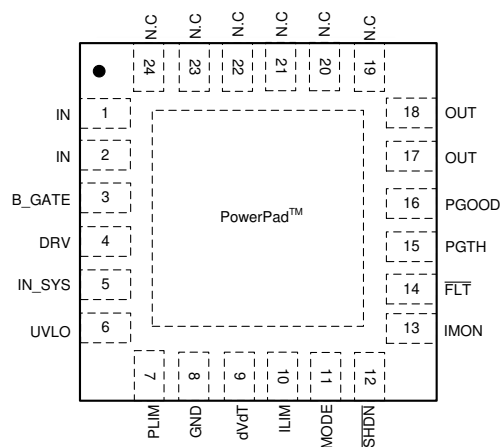 N.C N.C N.C N.C N.C N.C
24 23 22 21 20 19
IN 1 18 OUT
IN 2 17 OUT
B_GATE 3 16 PGOOD
PowerPad™
DRV 4 15 PGTH
IN_SYS 5 14 F̅L̅T̅
UVLO 6 13 IMON
7 8 9 10 11 12
PLIM GND dVdT ILIM MODE S̅H̅D̅N̅